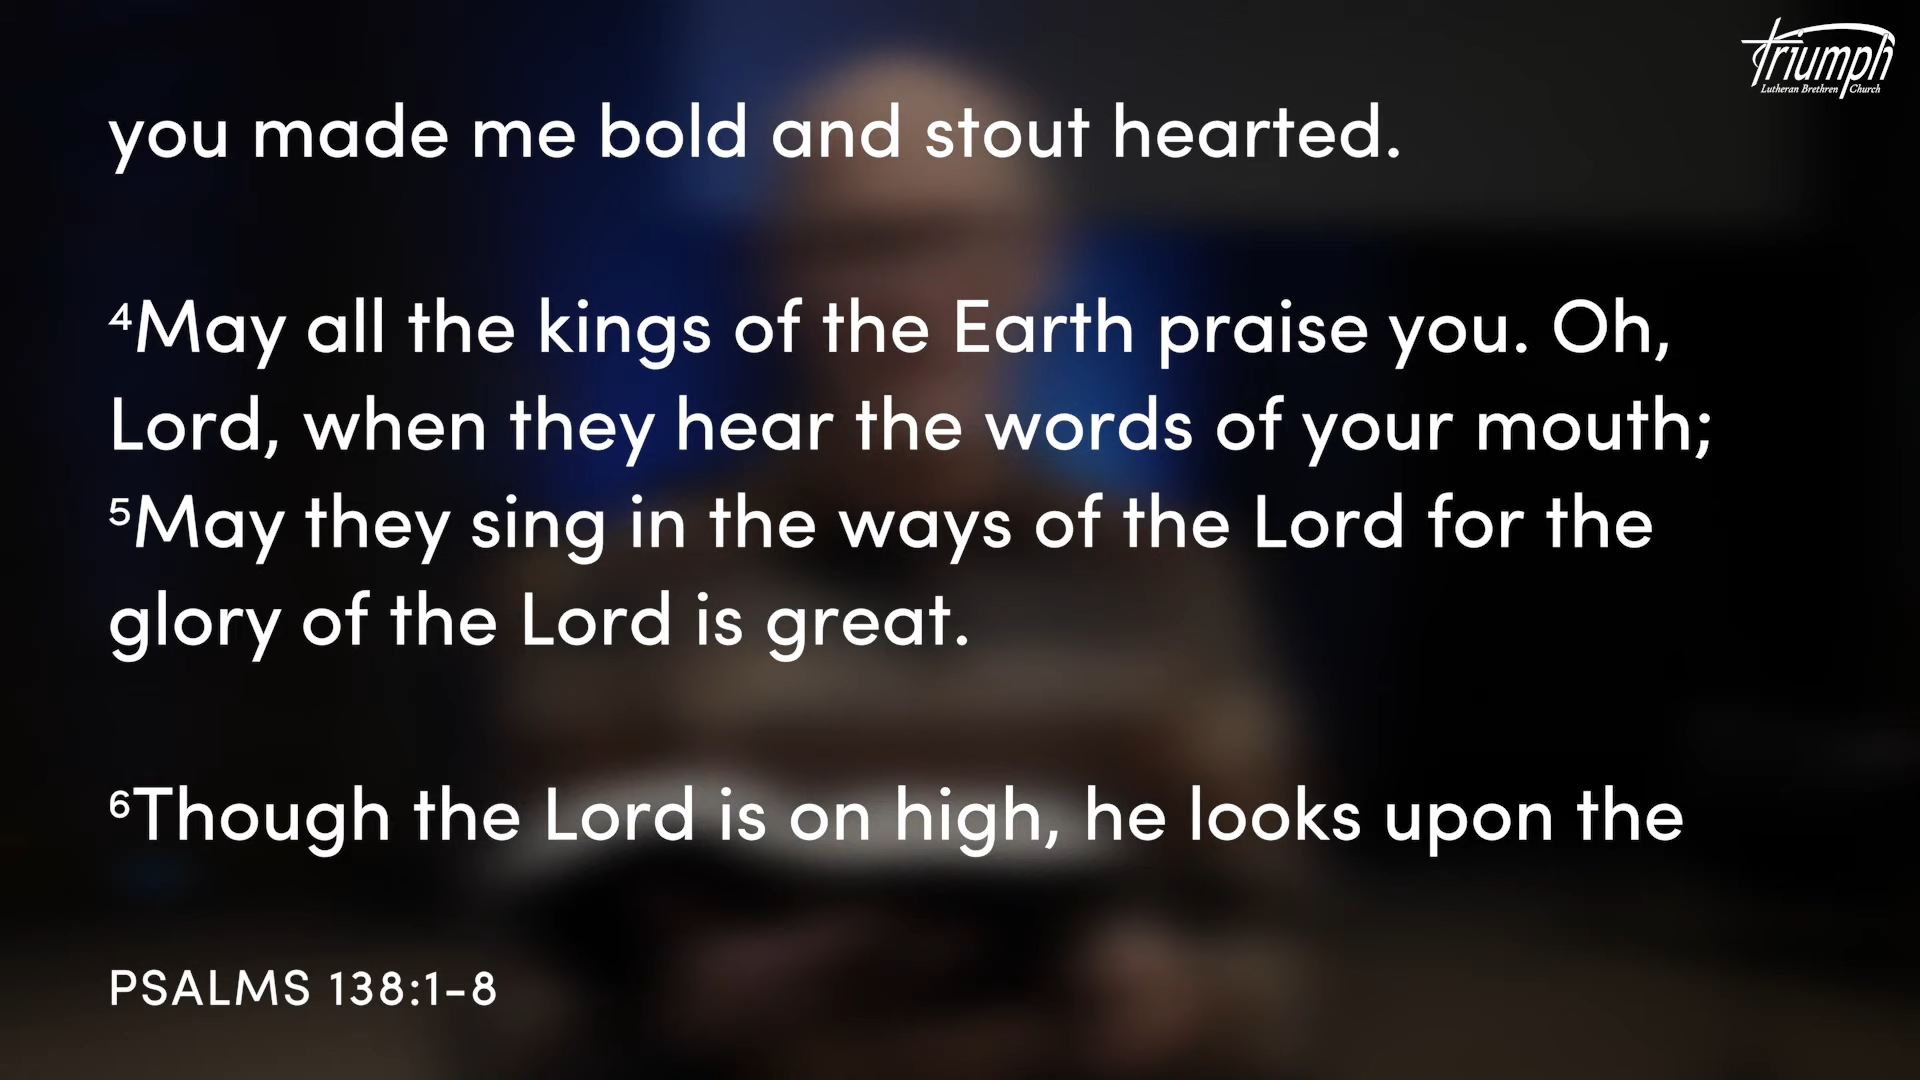 triumph
Lutheran Brethren Church
you made me bold and stout hearted.
⁴May all the kings of the Earth praise you. Oh,
Lord, when they hear the words of your mouth;
⁵May they sing in the ways of the Lord for the
glory of the Lord is great.
⁶Though the Lord is on high, he looks upon the
PSALMS 138:1-8